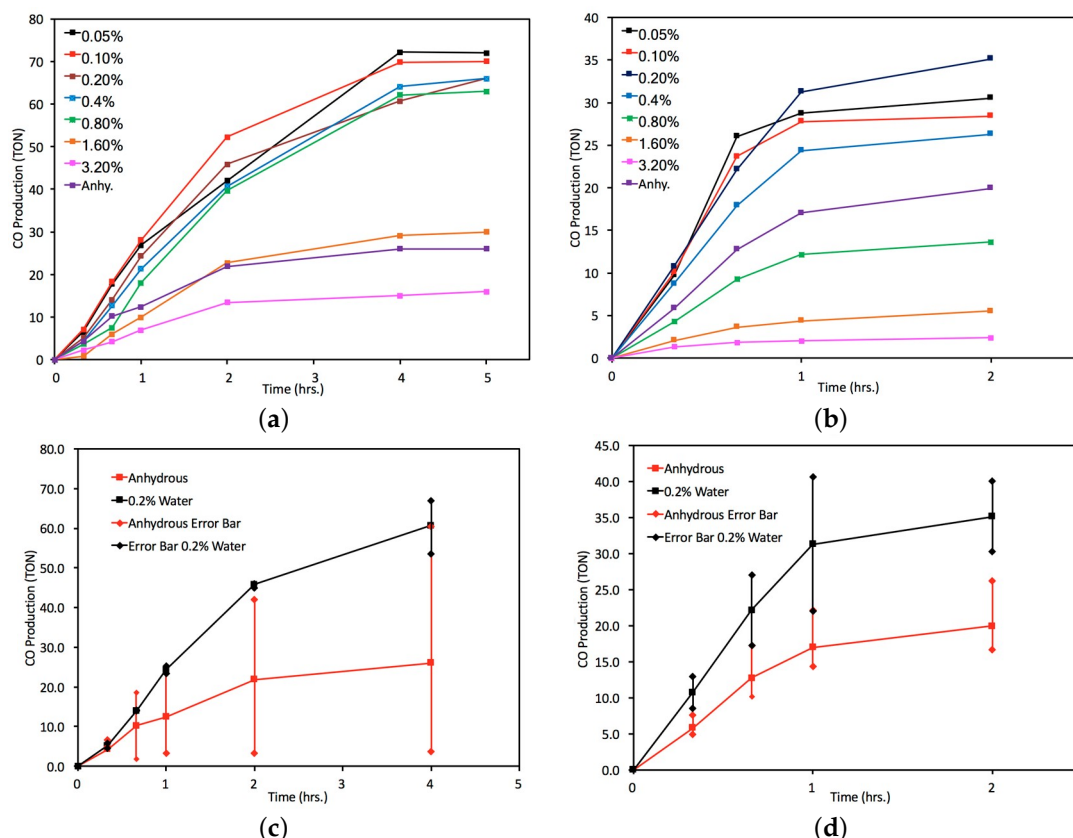 80
70
60
50
40
30
20
10
0
CO Production (TON)
0.05%
0.10%
0.20%
0.4%
0.80%
1.60%
3.20%
Anhy.
0 1 2 3 4 5
Time (hrs.)
(a)
40
35
30
25
20
15
10
5
0
CO Production (TON)
0.05%
0.10%
0.20%
0.4%
0.80%
1.60%
3.20%
Anhy.
0 1 2
Time (hrs.)
(b)
80.0
70.0
60.0
50.0
40.0
30.0
20.0
10.0
0.0
CO Production (TON)
Anhydrous
0.2% Water
Anhydrous Error Bar
Error Bar 0.2% Water
0 1 2 3 4 5
Time (hrs.)
(c)
45.0
40.0
35.0
30.0
25.0
20.0
15.0
10.0
5.0
0.0
CO Production (TON)
Anhydrous
0.2% Water
Anhydrous Error Bar
Error Bar 0.2% Water
0 1 2
Time (hrs.)
(d)